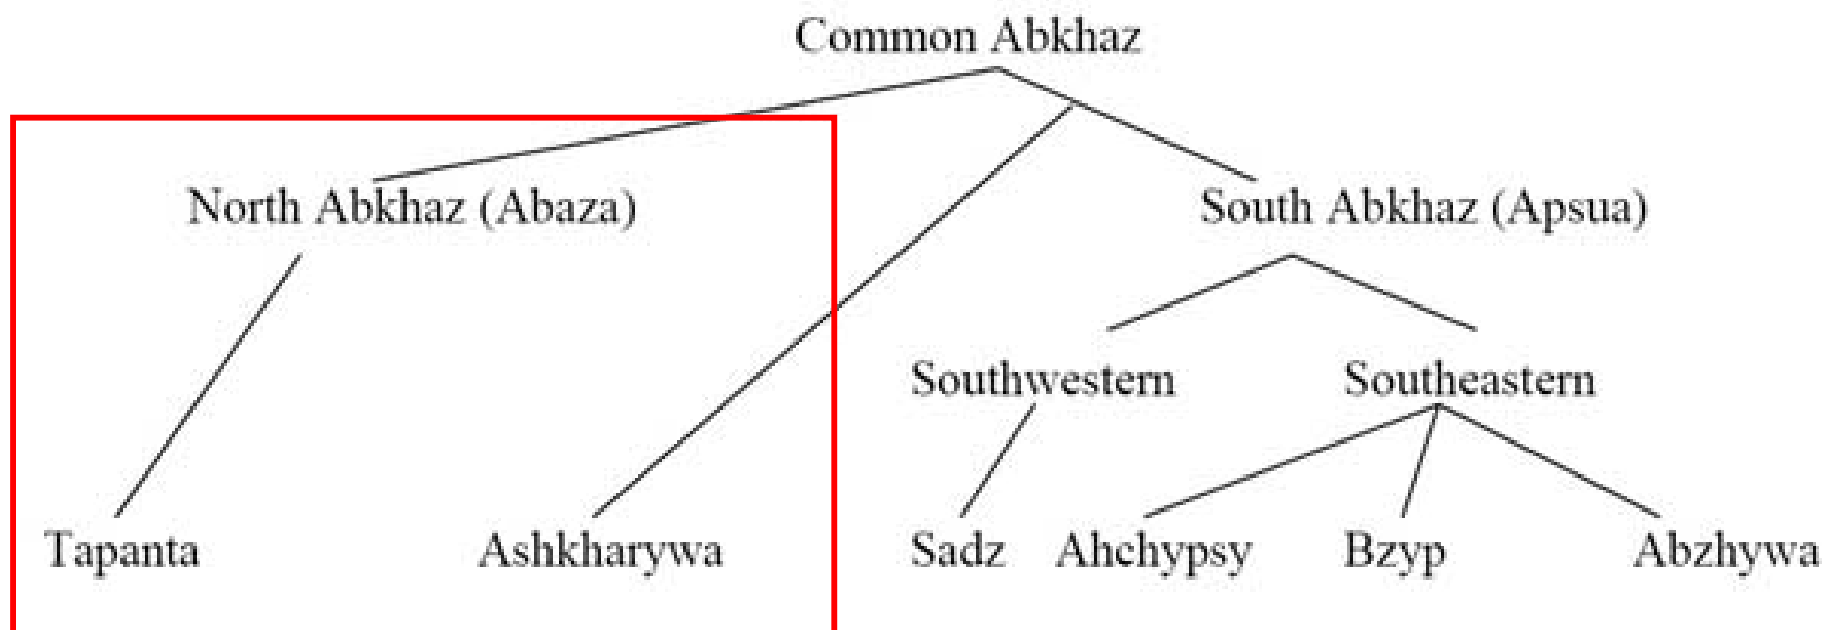 Common Abkhaz
North Abkhaz (Abaza) South Abkhaz (Apsua)
Southwestern Southeastern
Tapanta Ashkharywa Sadz Ahchypsy Bzyp Abzhywa